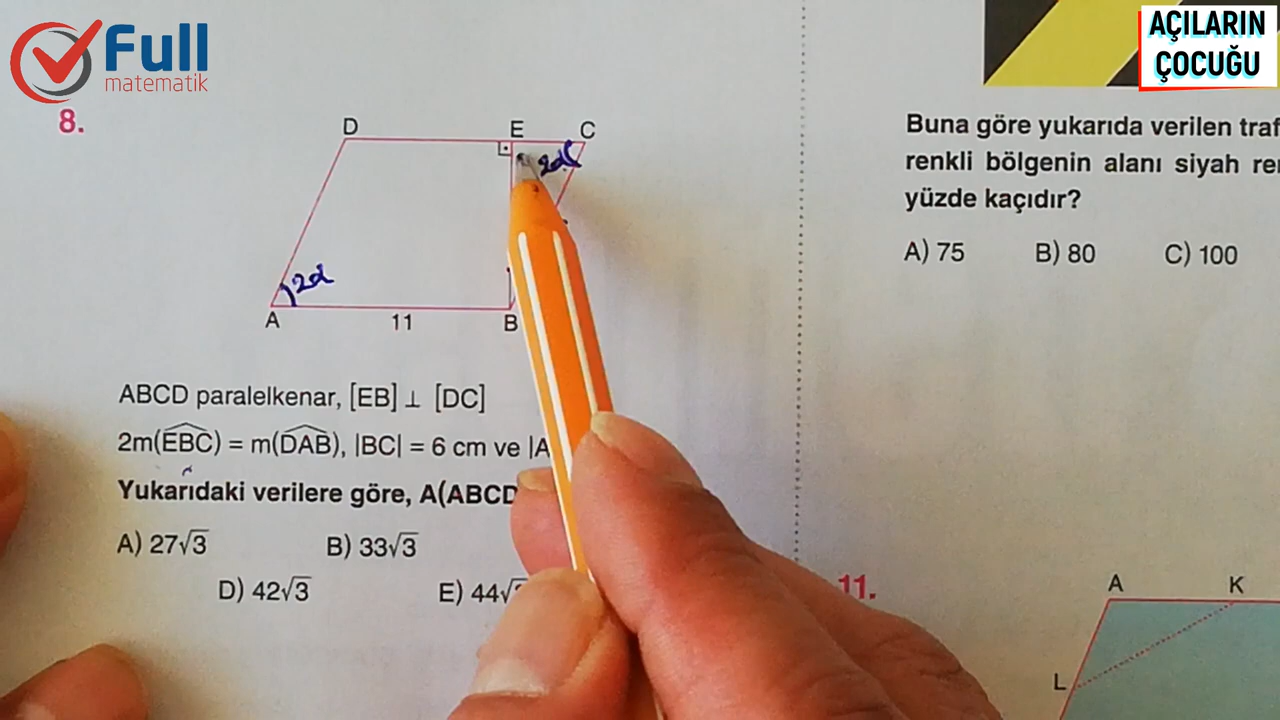 Full
matematik
AÇILARIN
ÇOCUĞU
8.
D
E
C
2α
2α
A
11
B
ABCD paralelkenar, [EB] ⊥ [DC]
2m(EBC) = m(DAB), |BC| = 6 cm ve |A
Yukarıdaki verilere göre, A(ABCD
A) 27√3
B) 33√3
D) 42√3
E) 44√
Buna göre yukarıda verilen traf
renkli bölgenin alanı siyah re
yüzde kaçıdır?
A) 75
B) 80
C) 100
11.
A
K
L